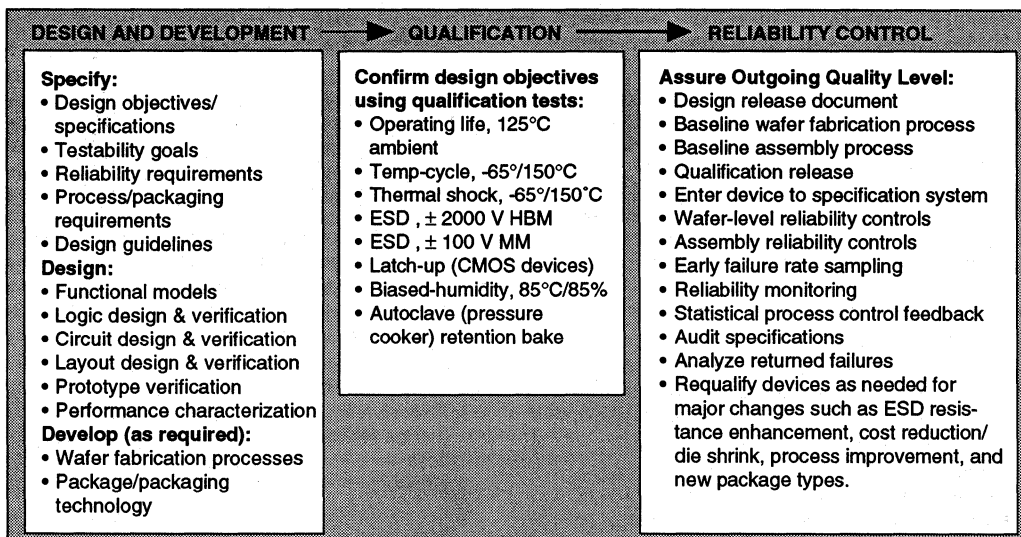 DESIGN AND DEVELOPMENT
QUALIFICATION
RELIABILITY CONTROL
Specify:
• Design objectives/
specifications
• Testability goals
• Reliability requirements
• Process/packaging
requirements
• Design guidelines
Design:
• Functional models
• Logic design & verification
• Circuit design & verification
• Layout design & verification
• Prototype verification
• Performance characterization
Develop (as required):
• Wafer fabrication processes
• Package/packaging
technology
Confirm design objectives
using qualification tests:
• Operating life, 125°C
ambient
• Temp-cycle, -65°/150°C
• Thermal shock, -65°/150°C
• ESD , ± 2000 V HBM
• ESD , ± 100 V MM
• Latch-up (CMOS devices)
• Biased-humidity, 85°C/85%
• Autoclave (pressure
cooker) retention bake
Assure Outgoing Quality Level:
• Design release document
• Baseline wafer fabrication process
• Baseline assembly process
• Qualification release
• Enter device to specification system
• Wafer-level reliability controls
• Assembly reliability controls
• Early failure rate sampling
• Reliability monitoring
• Statistical process control feedback
• Audit specifications
• Analyze returned failures
• Requalify devices as needed for
major changes such as ESD resis-
tance enhancement, cost reduction/
die shrink, process improvement, and
new package types.